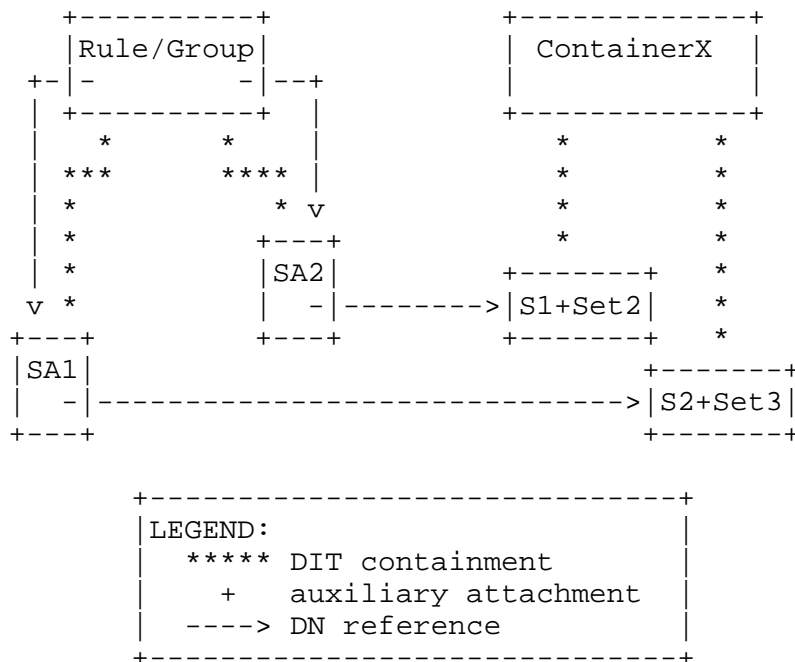 Rule/Group
ContainerX
SA2
S1+Set2
SA1
S2+Set3
LEGEND:
***** DIT containment
+ auxiliary attachment
----> DN reference